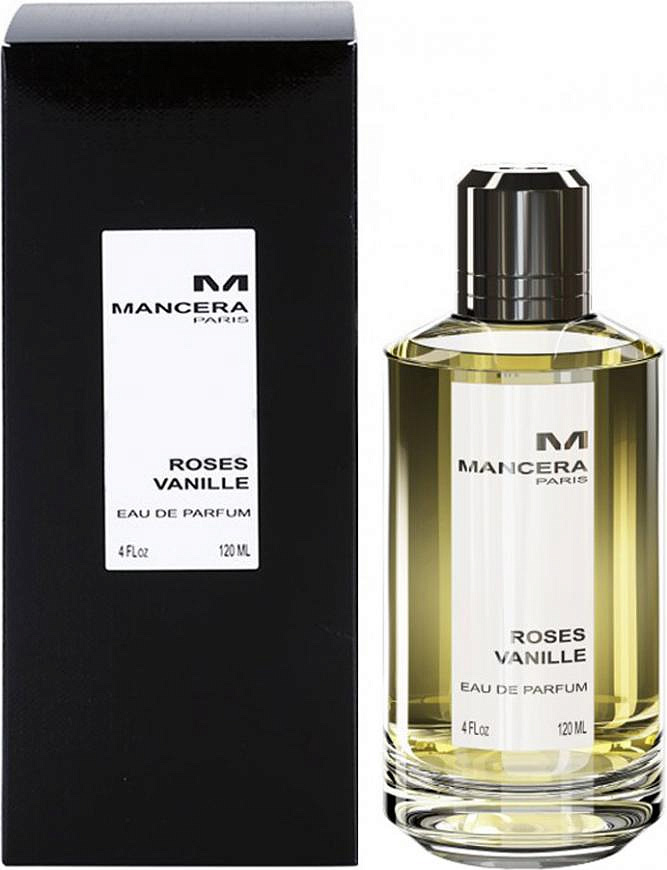 M
MANCERA
PARIS
ROSES
VANILLE
EAU DE PARFUM
4 FLoz 120 ML
M
MANCERA
PARIS
ROSES
VANILLE
EAU DE PARFUM
4 FLoz 120 ML